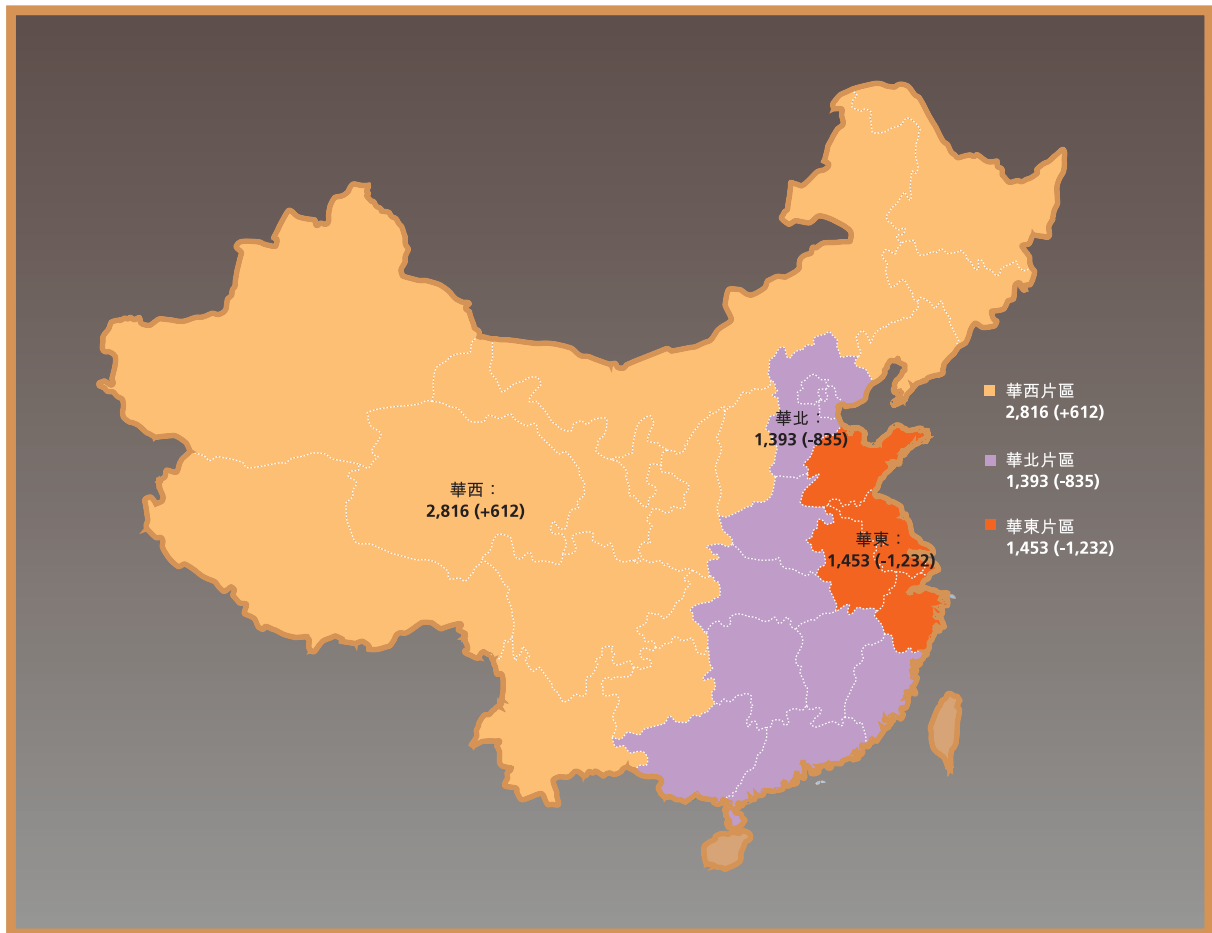 華北：
1,393 (-835)
華西：
2,816 (+612)
華東：
1,453 (-1,232)
華西片區
2,816 (+612)
華北片區
1,393 (-835)
華東片區
1,453 (-1,232)